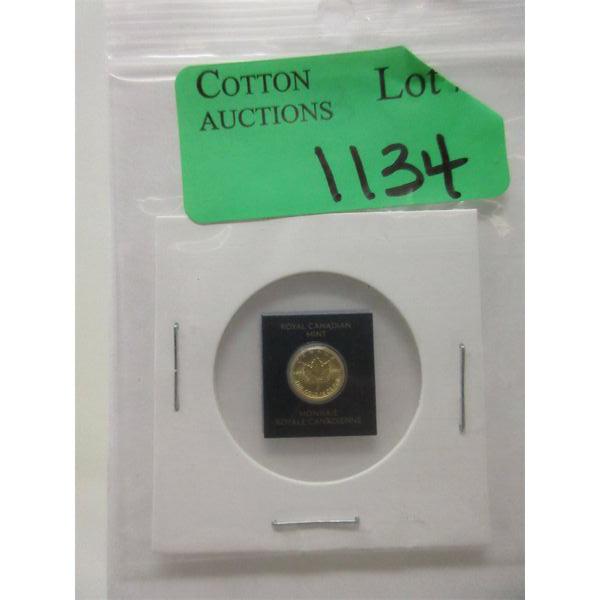 COTTON Lot
AUCTIONS
1134
ROYAL CANADIAN
MINT
MONNAIE
ROYALE CANADIENNE